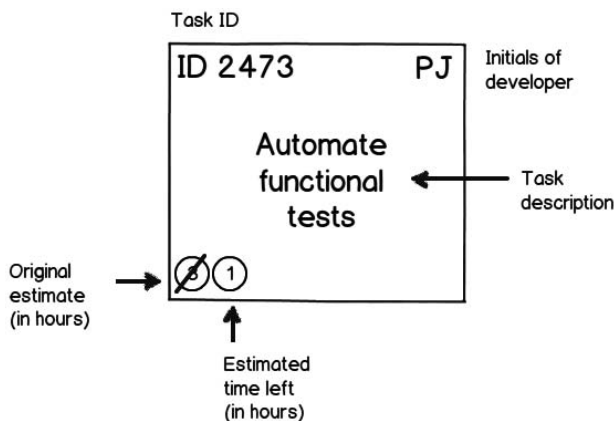 Task ID
ID 2473 PJ
Initials of
developer
Automate
functional
tests
Task
description
Original
estimate
(in hours)
3 1
Estimated
time left
(in hours)